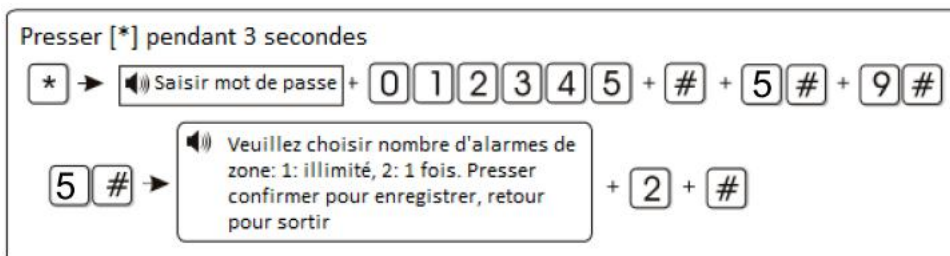 Presser [*] pendant 3 secondes
* Saisir mot de passe + 0 1 2 3 4 5 + # + 5 # + 9 #
Veuillez choisir nombre d'alarmes de
zone: 1: illimité, 2: 1 fois. Presser
5 # confirmer pour enregistrer, retour + 2 + #
pour sortir